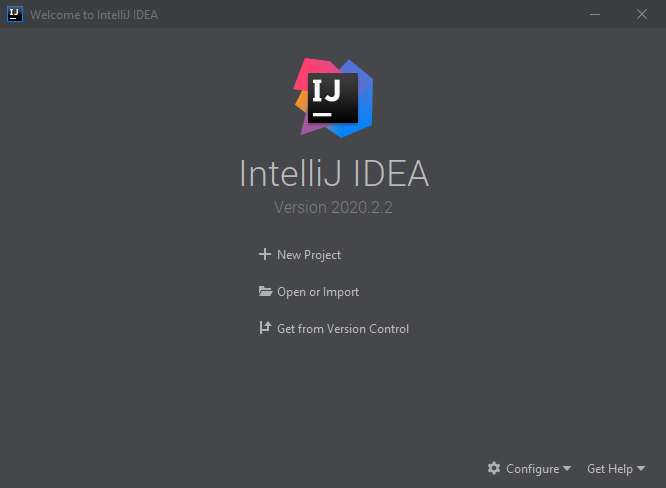 Welcome to IntelliJ IDEA
IJ
IntelliJ IDEA
Version 2020.2.2
New Project
Open or Import
Get from Version Control
Configure
Get Help